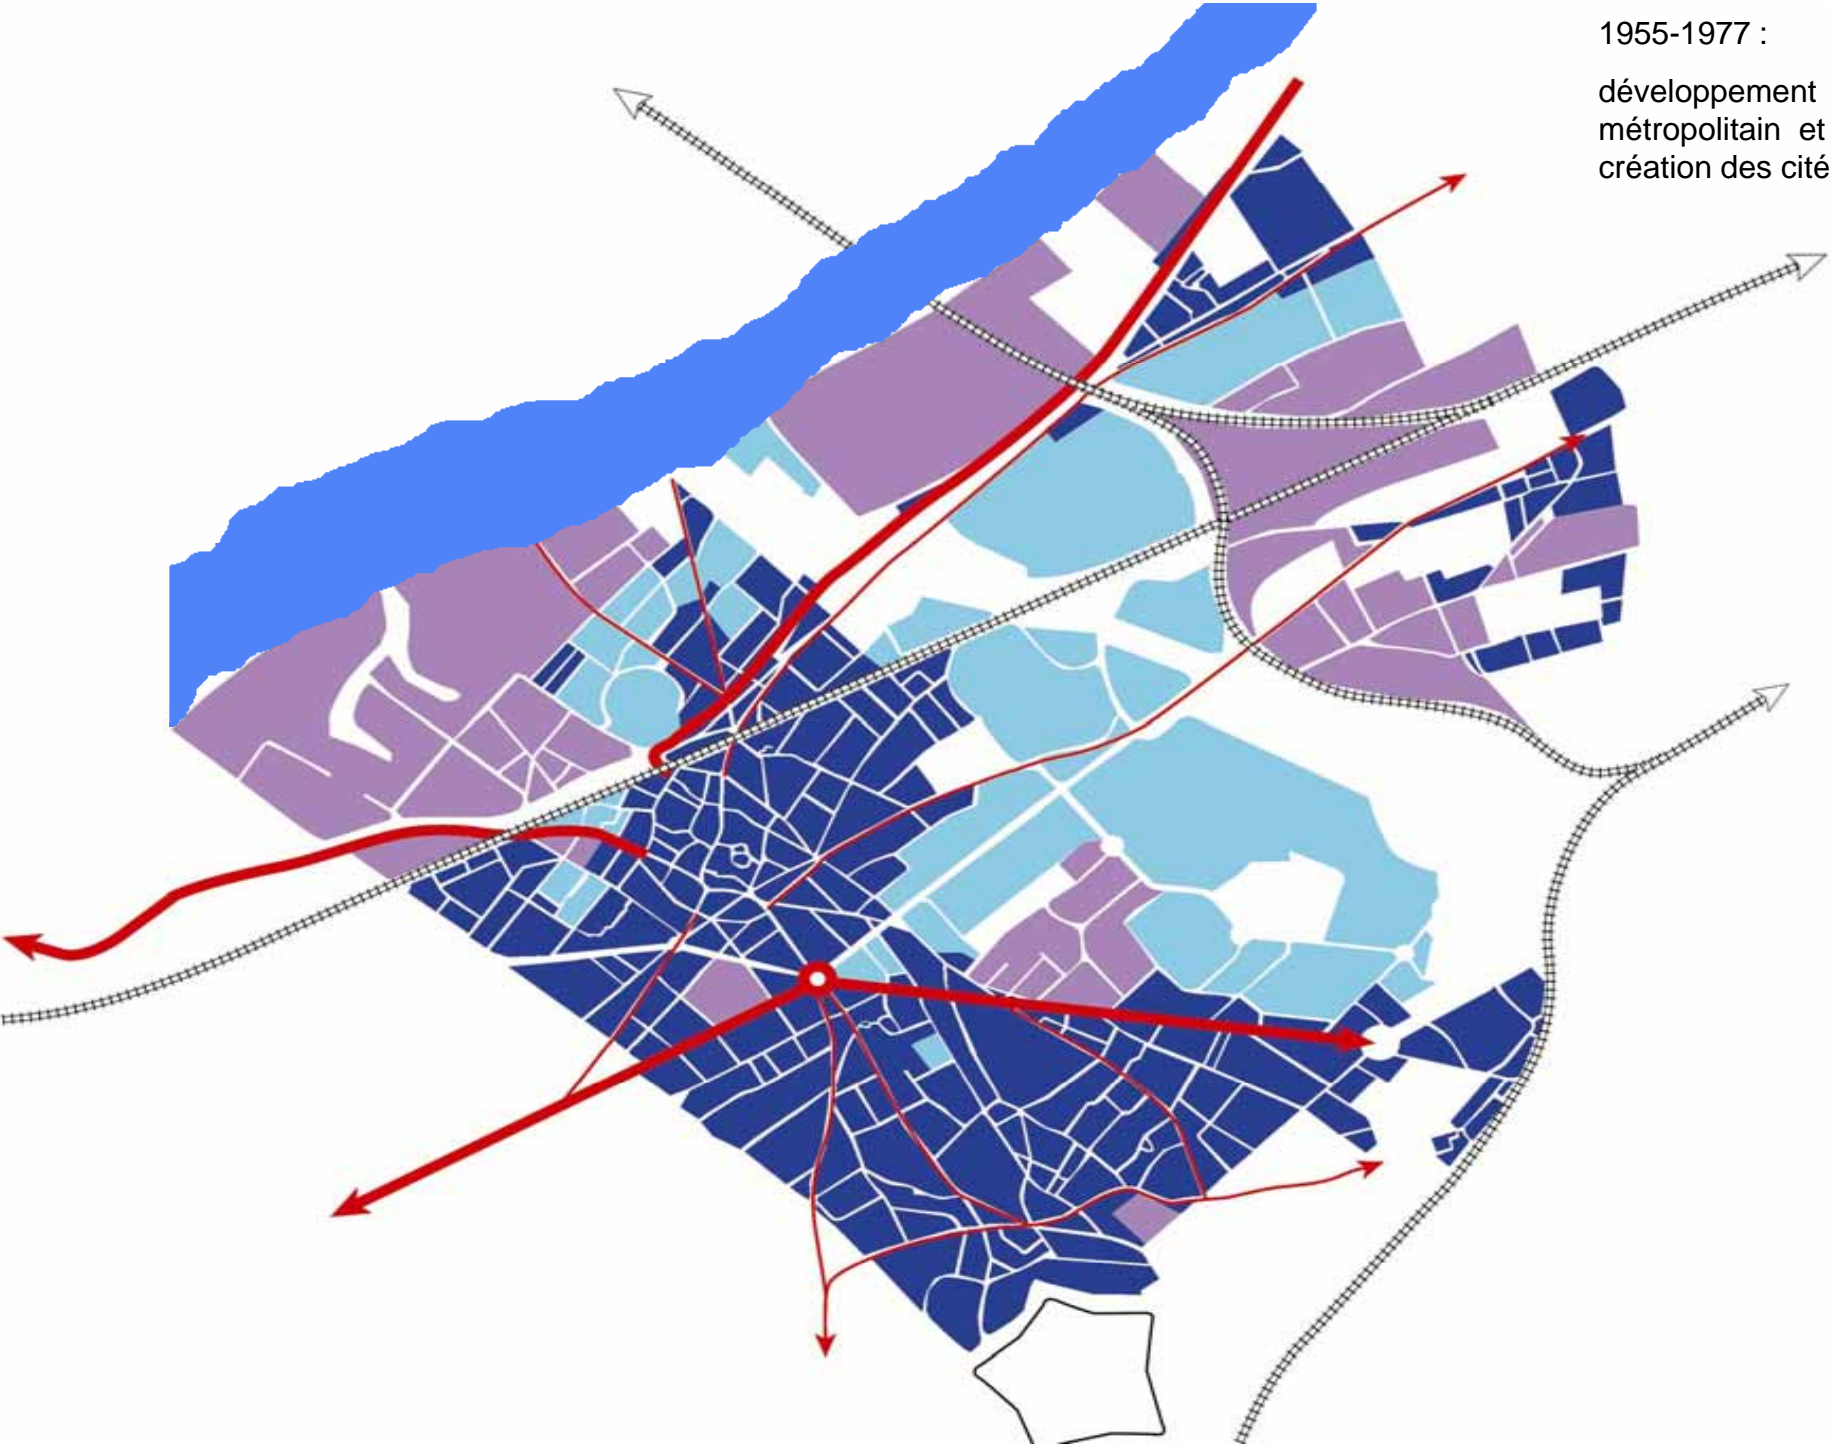 1955-1977 :
développement
métropolitain et
création des cité